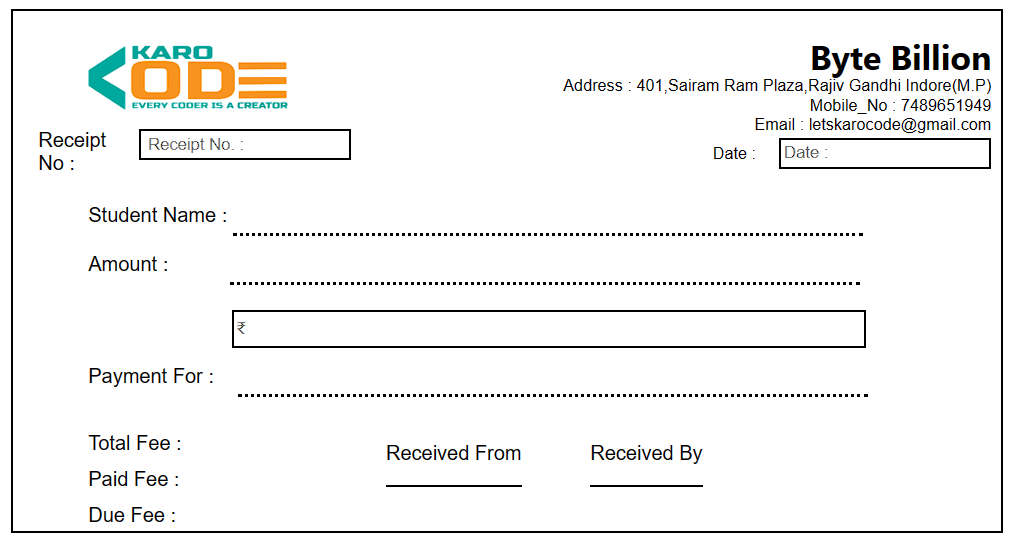 KARO
CODE
EVERY CODER IS A CREATOR
Byte Billion
Address : 401,Sairam Ram Plaza,Rajiv Gandhi Indore(M.P)
Mobile_No : 7489651949
Email : letskarocode@gmail.com
Receipt No :
Receipt No. :
Date :
Date :
Student Name :
Amount :
₹
Payment For :
Total Fee :
Paid Fee :
Due Fee :
Received From
Received By